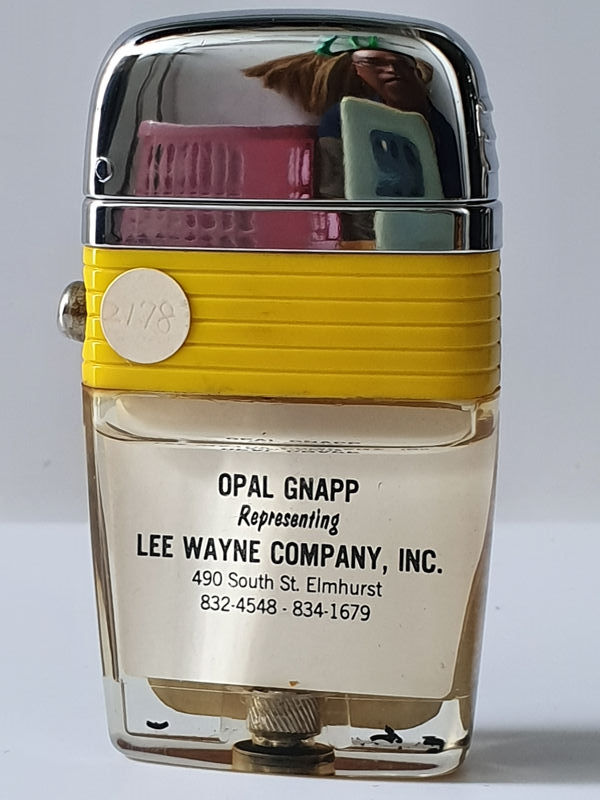 2178
OPAL GNAPP
Representing
LEE WAYNE COMPANY, INC.
490 South St. Elmhurst
832-4548 - 834-1679